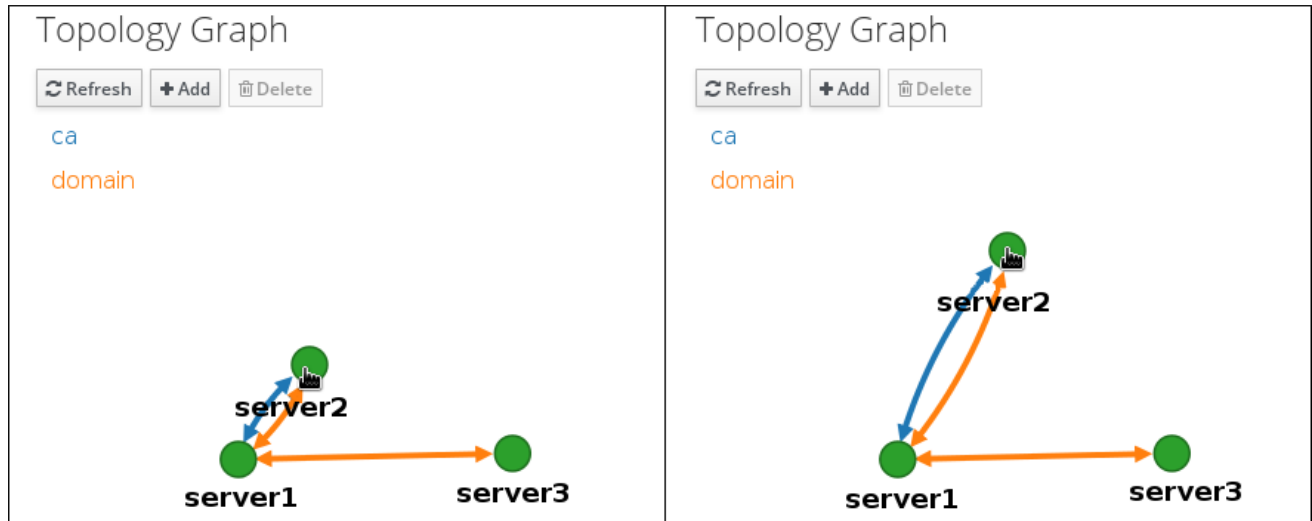 Topology Graph
Refresh Add Delete
ca
domain
server2
server1
server3
Topology Graph
Refresh Add Delete
ca
domain
server2
server1
server3